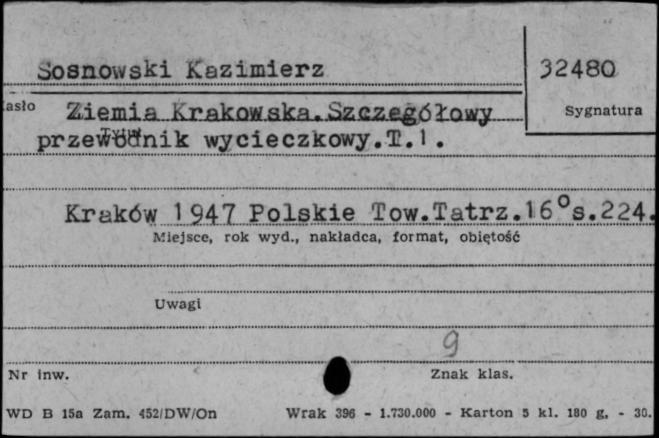 Sosnowski Kazimierz
32480
asło
Ziemia Krakowska.Szczegółowy
Sygnatura
przewodnik wycieczkowy.T.1.
Kraków 1947 Polskie Tow.Tatrz.16°s.224.
Miejsce, rok wyd., nakładca, format, objętość
Uwagi
9
Nr inw.
Znak klas.
WD B 15a Zam. 452/DW/On
Wrak 396 - 1.730.000 - Karton 5 kl. 180 g, - 30.